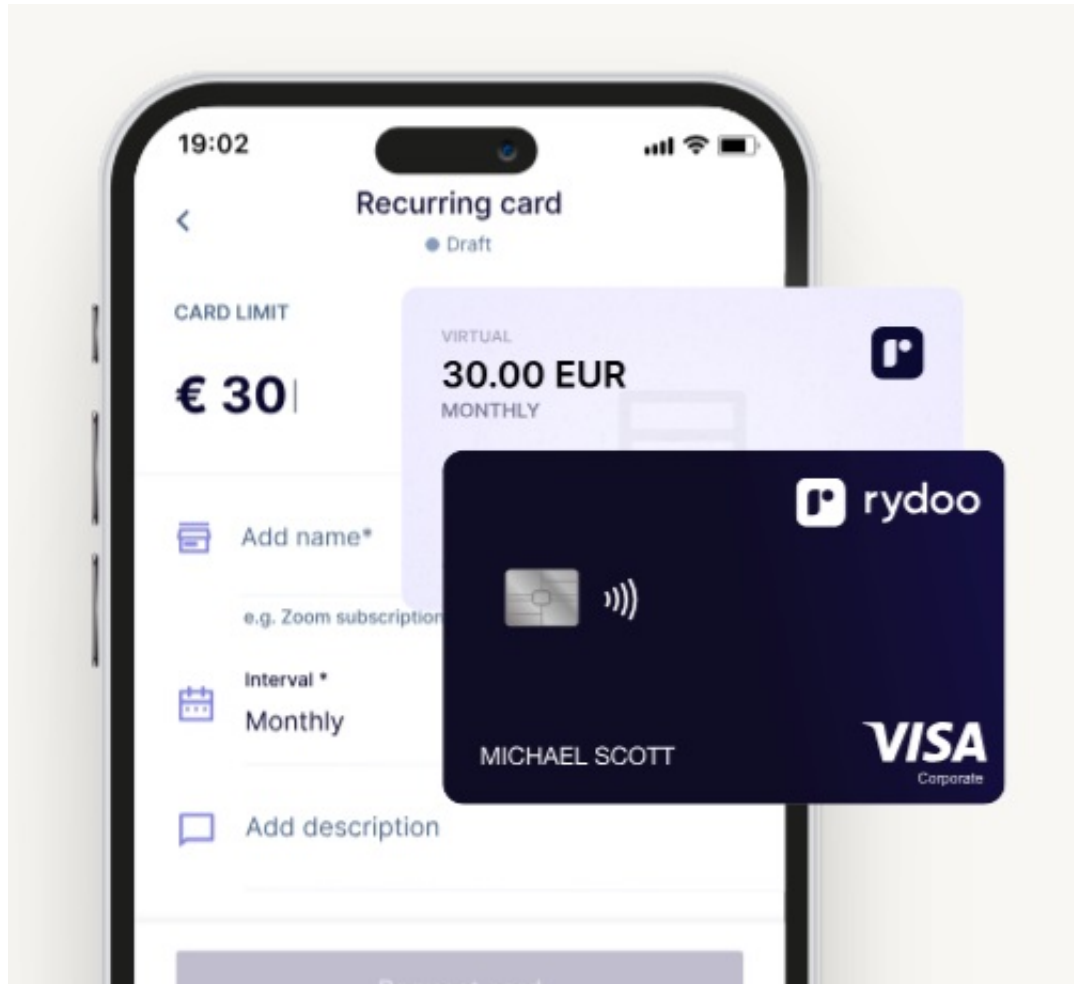 19:02
Recurring card
Draft
CARD LIMIT
€ 30
VIRTUAL
30.00 EUR
MONTHLY
rydoo
Add name*
e.g. Zoom subscription
Interval *
Monthly
MICHAEL SCOTT
VISA
Corporate
Add description